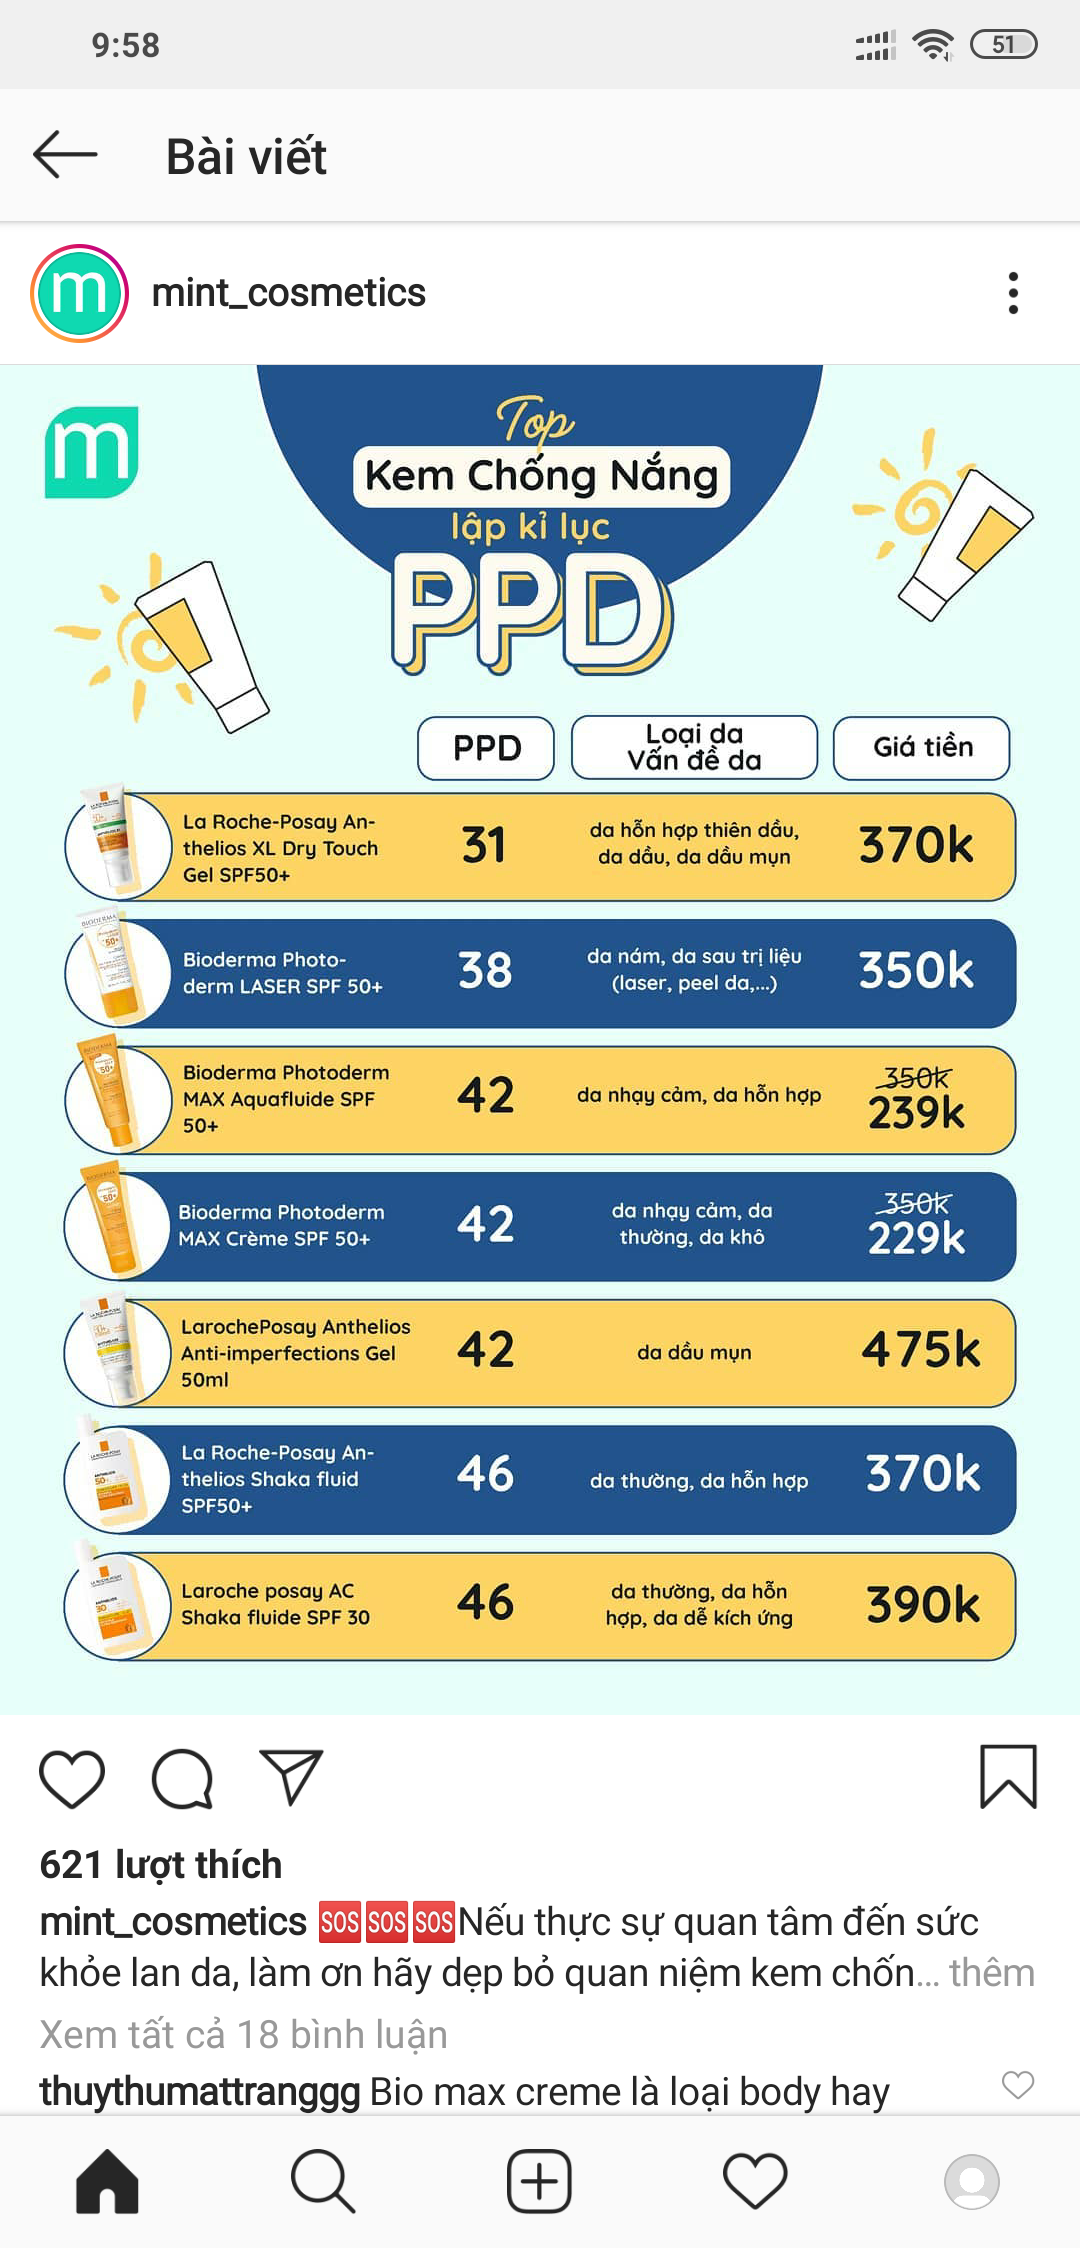 9:58
51
Bài viết
m
mint_cosmetics
m
Top
Kem Chống Nắng
lập kỉ lục
PPD
PPD
Loại da
Vấn đề da
Giá tiền
La Roche-Posay An-
thelios XL Dry Touch
Gel SPF50+
31
da hỗn hợp thiên dầu,
da dầu, da dầu mụn
370k
Bioderma Photo-
derm LASER SPF 50+
38
da nám, da sau trị liệu
(laser, peel da,...)
350k
Bioderma Photoderm
MAX Aquafluide SPF
50+
42
da nhạy cảm, da hỗn hợp
350k
239k
Bioderma Photoderm
MAX Crème SPF 50+
42
da nhạy cảm, da
thường, da khô
350k
229k
LarochePosay Anthelios
Anti-imperfections Gel
50ml
42
da dầu mụn
475k
La Roche-Posay An-
thelios Shaka fluid
SPF50+
46
da thường, da hỗn hợp
370k
Laroche posay AC
Shaka fluide SPF 30
46
da thường, da hỗn
hợp, da dễ kích ứng
390k
621 lượt thích
mint_cosmetics 🆘🆘🆘Nếu thực sự quan tâm đến sức
khỏe lan da, làm ơn hãy dẹp bỏ quan niệm kem chốn... thêm
Xem tất cả 18 bình luận
thuythumattranggg Bio max creme là loại body hay